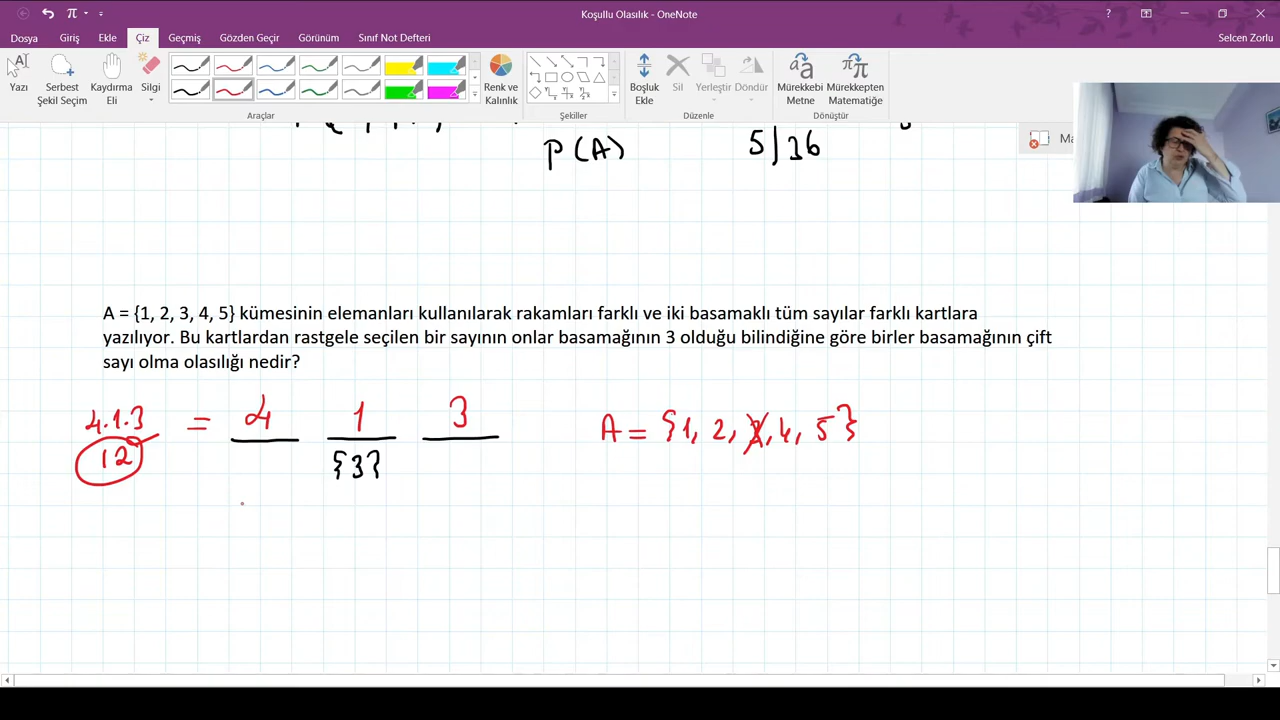 Koşullu Olasılık - OneNote
Dosya Giriş Ekle Çiz Geçmiş Gözden Geçir Görünüm Sınıf Not Defteri
Selcen Zorlu
Yazı
Serbest Şekil Seçim
Kaydırma Eli
Silgi
Renk ve Kalınlık
Boşluk Ekle
Sil
Yerleştir
Döndür
Mürekkebi Metne
Mürekkepten Matematiğe
Araçlar
Şekiller
Düzenle
Dönüştür
Ma
P(A) 5/36
A = {1, 2, 3, 4, 5} kümesinin elemanları kullanılarak rakamları farklı ve iki basamaklı tüm sayılar farklı kartlara
yazılıyor. Bu kartlardan rastgele seçilen bir sayının onlar basamağının 3 olduğu bilindiğine göre birler basamağının çift
sayı olma olasılığı nedir?
4.1.3 = 4 1 3 A = {1, 2, 3, 4, 5}
12 {3}